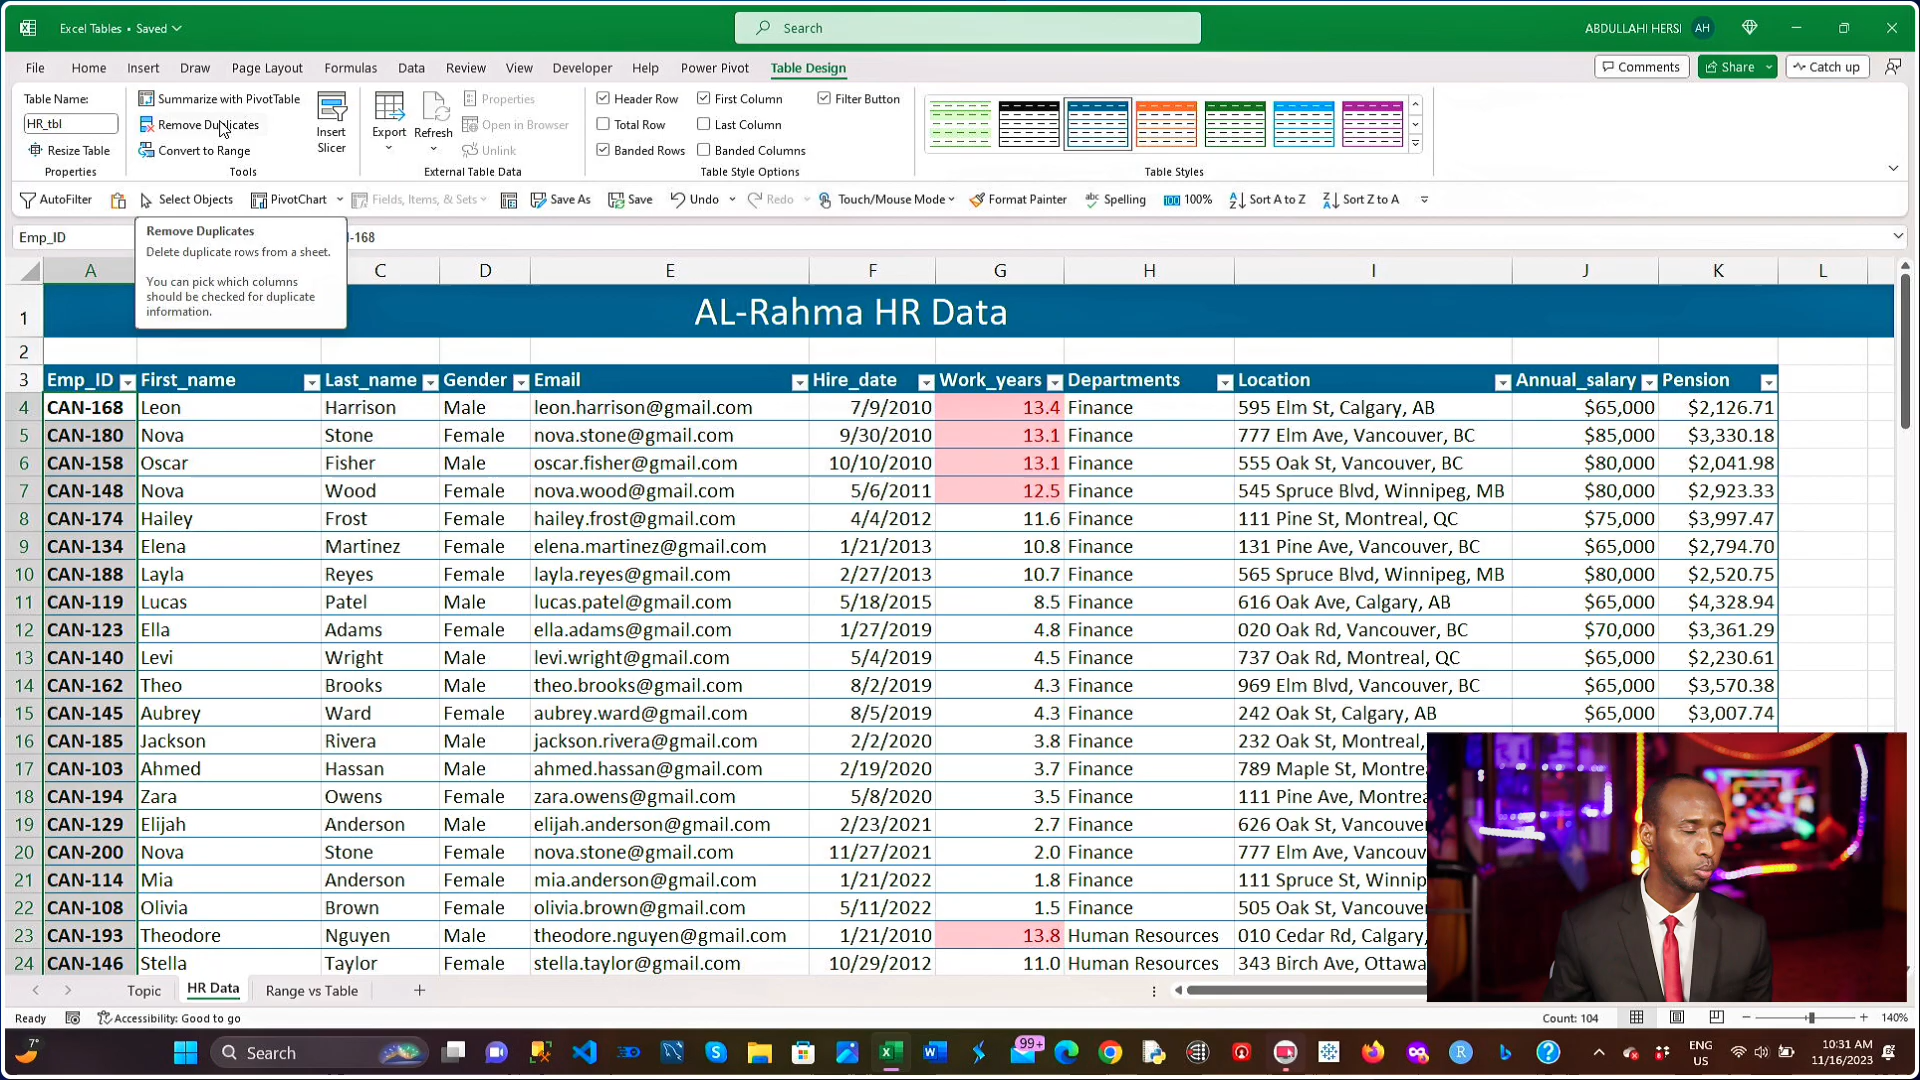 Excel Tables • Saved
Search
ABDULLAHI HERSI AH
File Home Insert Draw Page Layout Formulas Data Review View Developer Help Power Pivot Table Design
Comments Share Catch up
Table Name:
HR_tbl
Resize Table
Properties
Summarize with PivotTable
Remove Duplicates
Convert to Range
Tools
Insert Slicer
Export
Refresh
Properties
Open in Browser
Unlink
External Table Data
Header Row First Column Filter Button
Total Row Last Column
Banded Rows Banded Columns
Table Style Options
Table Styles
AutoFilter Select Objects PivotChart Fields, Items, & Sets Save As Save Undo Redo Touch/Mouse Mode Format Painter Spelling 100% Sort A to Z Sort Z to A
Emp_ID
-168
Remove Duplicates
Delete duplicate rows from a sheet.
You can pick which columns
should be checked for duplicate
information.
A C D E F G H I J K L
1 AL-Rahma HR Data
2
3 Emp_ID First_name Last_name Gender Email Hire_date Work_years Departments Location Annual_salary Pension
4 CAN-168 Leon Harrison Male leon.harrison@gmail.com 7/9/2010 13.4 Finance 595 Elm St, Calgary, AB $65,000 $2,126.71
5 CAN-180 Nova Stone Female nova.stone@gmail.com 9/30/2010 13.1 Finance 777 Elm Ave, Vancouver, BC $85,000 $3,330.18
6 CAN-158 Oscar Fisher Male oscar.fisher@gmail.com 10/10/2010 13.1 Finance 555 Oak St, Vancouver, BC $80,000 $2,041.98
7 CAN-148 Nova Wood Female nova.wood@gmail.com 5/6/2011 12.5 Finance 545 Spruce Blvd, Winnipeg, MB $80,000 $2,923.33
8 CAN-174 Hailey Frost Female hailey.frost@gmail.com 4/4/2012 11.6 Finance 111 Pine St, Montreal, QC $75,000 $3,997.47
9 CAN-134 Elena Martinez Female elena.martinez@gmail.com 1/21/2013 10.8 Finance 131 Pine Ave, Vancouver, BC $65,000 $2,794.70
10 CAN-188 Layla Reyes Female layla.reyes@gmail.com 2/27/2013 10.7 Finance 565 Spruce Blvd, Winnipeg, MB $80,000 $2,520.75
11 CAN-119 Lucas Patel Male lucas.patel@gmail.com 5/18/2015 8.5 Finance 616 Oak Ave, Calgary, AB $65,000 $4,328.94
12 CAN-123 Ella Adams Female ella.adams@gmail.com 1/27/2019 4.8 Finance 020 Oak Rd, Vancouver, BC $70,000 $3,361.29
13 CAN-140 Levi Wright Male levi.wright@gmail.com 5/4/2019 4.5 Finance 737 Oak Rd, Montreal, QC $65,000 $2,230.61
14 CAN-162 Theo Brooks Male theo.brooks@gmail.com 8/2/2019 4.3 Finance 969 Elm Blvd, Vancouver, BC $65,000 $3,570.38
15 CAN-145 Aubrey Ward Female aubrey.ward@gmail.com 8/5/2019 4.3 Finance 242 Oak St, Calgary, AB $65,000 $3,007.74
16 CAN-185 Jackson Rivera Male jackson.rivera@gmail.com 2/2/2020 3.8 Finance 232 Oak St, Montreal,
17 CAN-103 Ahmed Hassan Male ahmed.hassan@gmail.com 2/19/2020 3.7 Finance 789 Maple St, Montre
18 CAN-194 Zara Owens Female zara.owens@gmail.com 5/8/2020 3.5 Finance 111 Pine Ave, Montrea
19 CAN-129 Elijah Anderson Male elijah.anderson@gmail.com 2/23/2021 2.7 Finance 626 Oak St, Vancouver,
20 CAN-200 Nova Stone Female nova.stone@gmail.com 11/27/2021 2.0 Finance 777 Elm Ave, Vancouv
21 CAN-114 Mia Anderson Female mia.anderson@gmail.com 1/21/2022 1.8 Finance 111 Spruce St, Winnip
22 CAN-108 Olivia Brown Female olivia.brown@gmail.com 5/11/2022 1.5 Finance 505 Oak St, Vancouver,
23 CAN-193 Theodore Nguyen Male theodore.nguyen@gmail.com 1/21/2010 13.8 Human Resources 010 Cedar Rd, Calgary,
24 CAN-146 Stella Taylor Female stella.taylor@gmail.com 10/29/2012 11.0 Human Resources 343 Birch Ave, Ottawa
Topic HR Data Range vs Table
Ready Accessibility: Good to go Count: 104 140%
7° Search 99+ ENG US 10:31 AM 11/16/2023